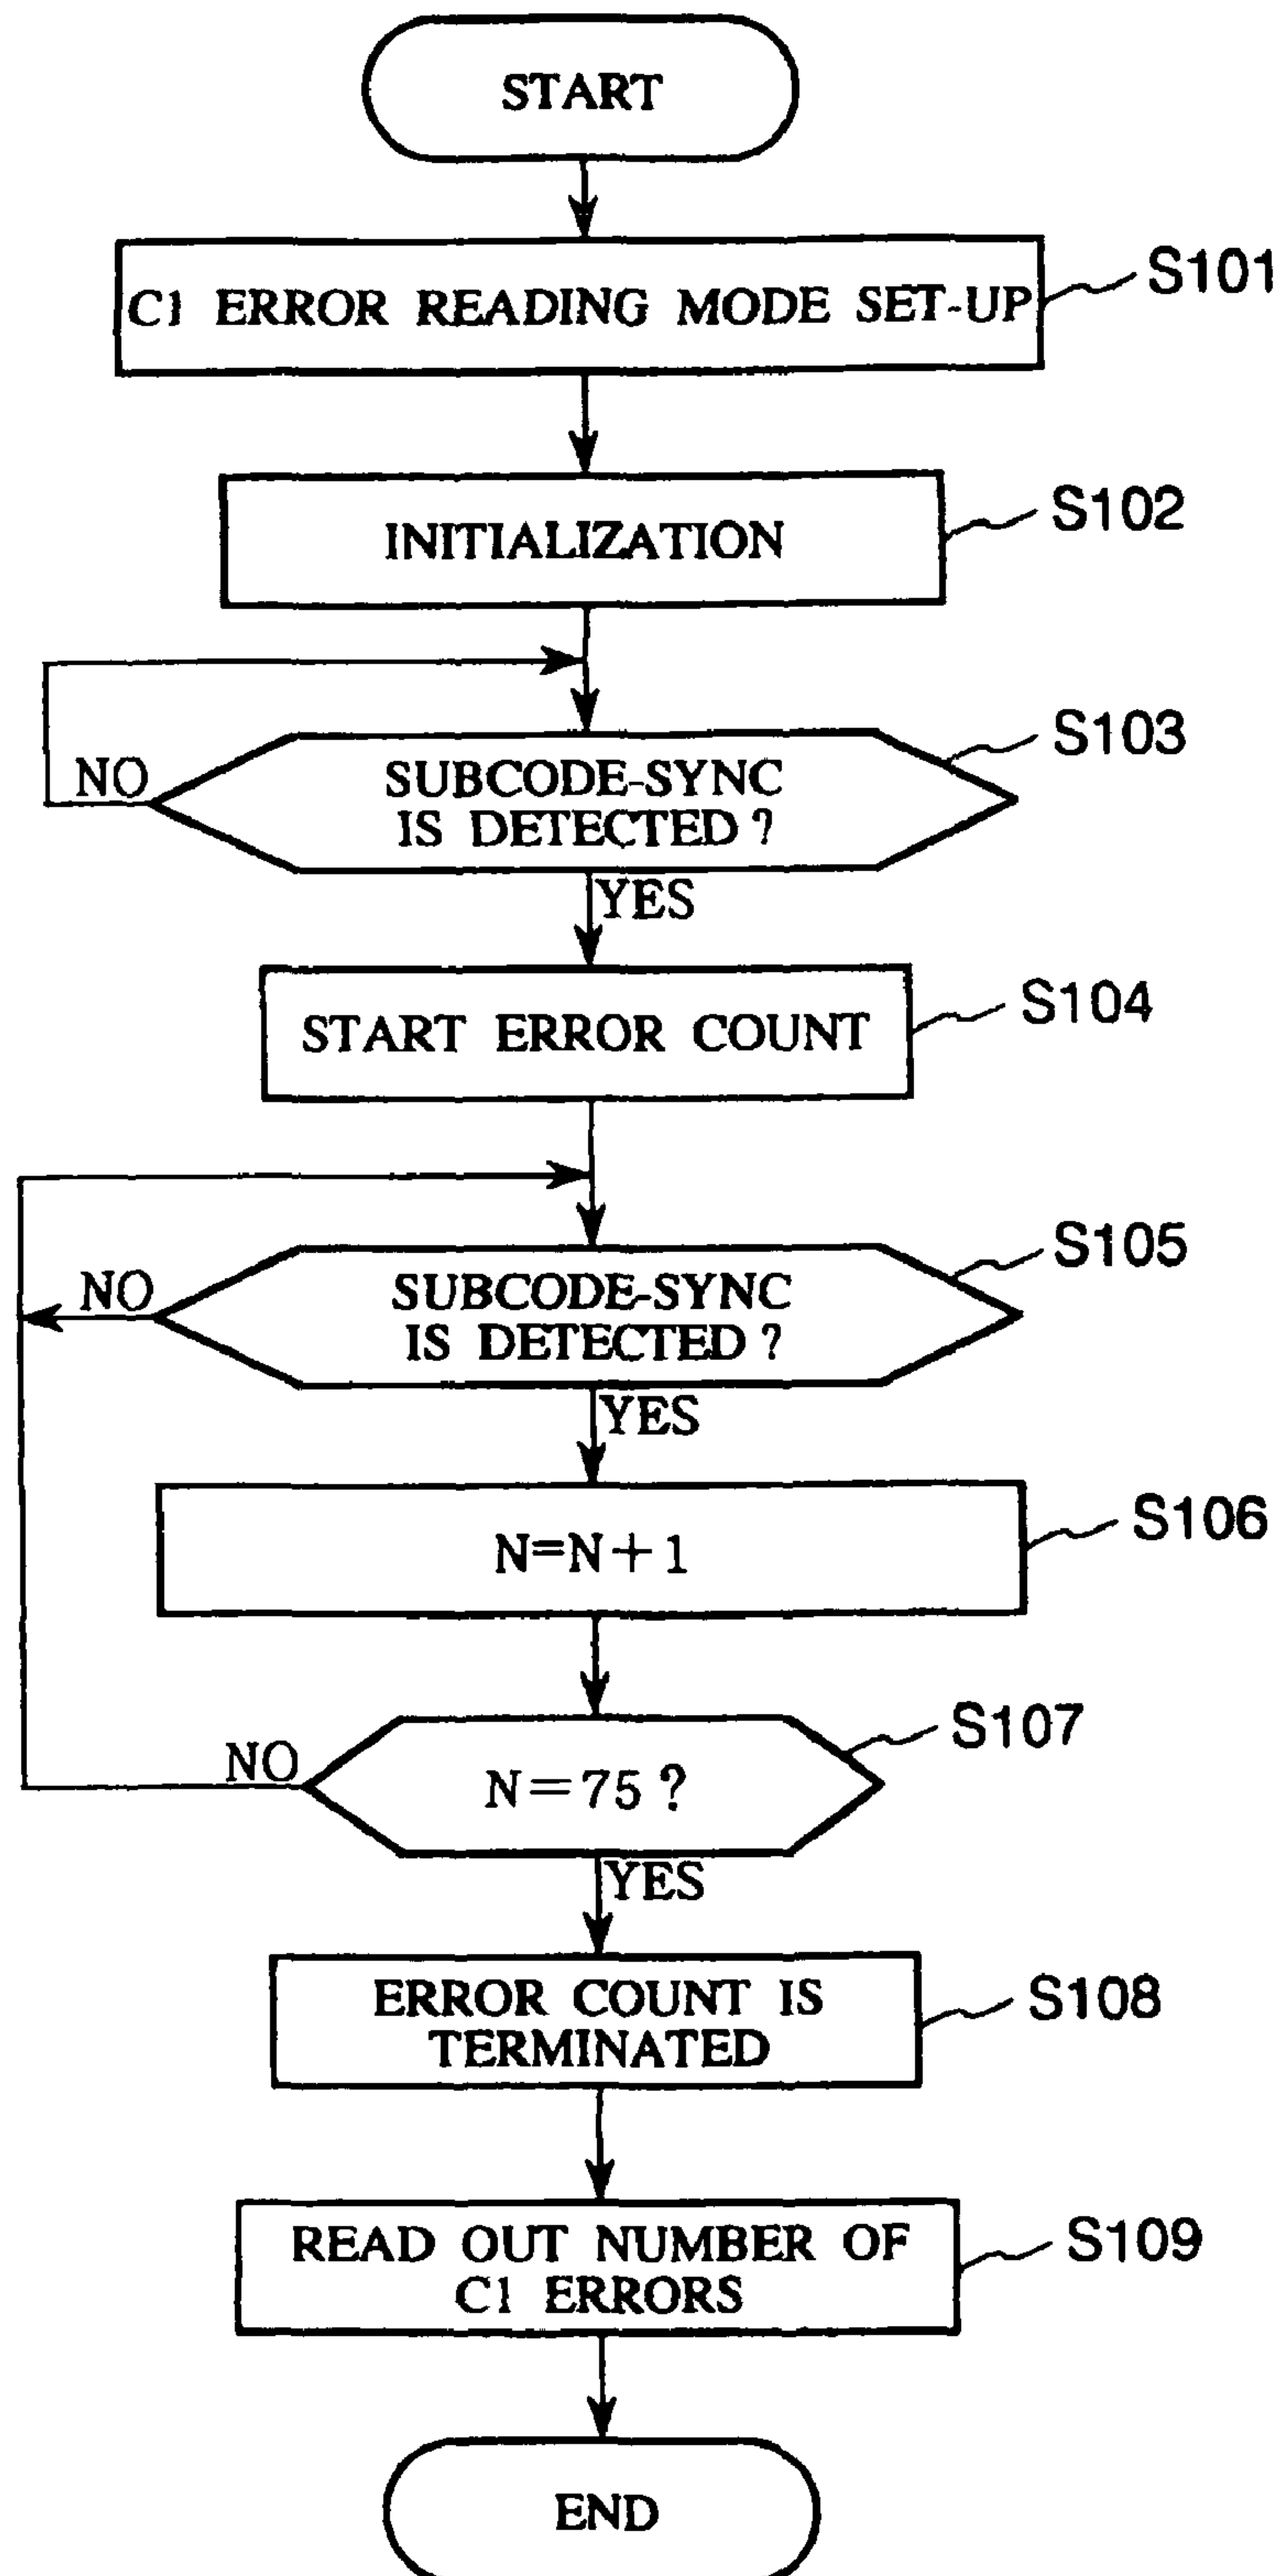 START
C1 ERROR READING MODE SET-UP
S101
INITIALIZATION
S102
SUBCODE-SYNC
IS DETECTED?
S103
NO
YES
START ERROR COUNT
S104
SUBCODE-SYNC
IS DETECTED?
S105
NO
YES
N=N+1
S106
N=75?
S107
NO
YES
ERROR COUNT IS
TERMINATED
S108
READ OUT NUMBER OF
C1 ERRORS
S109
END